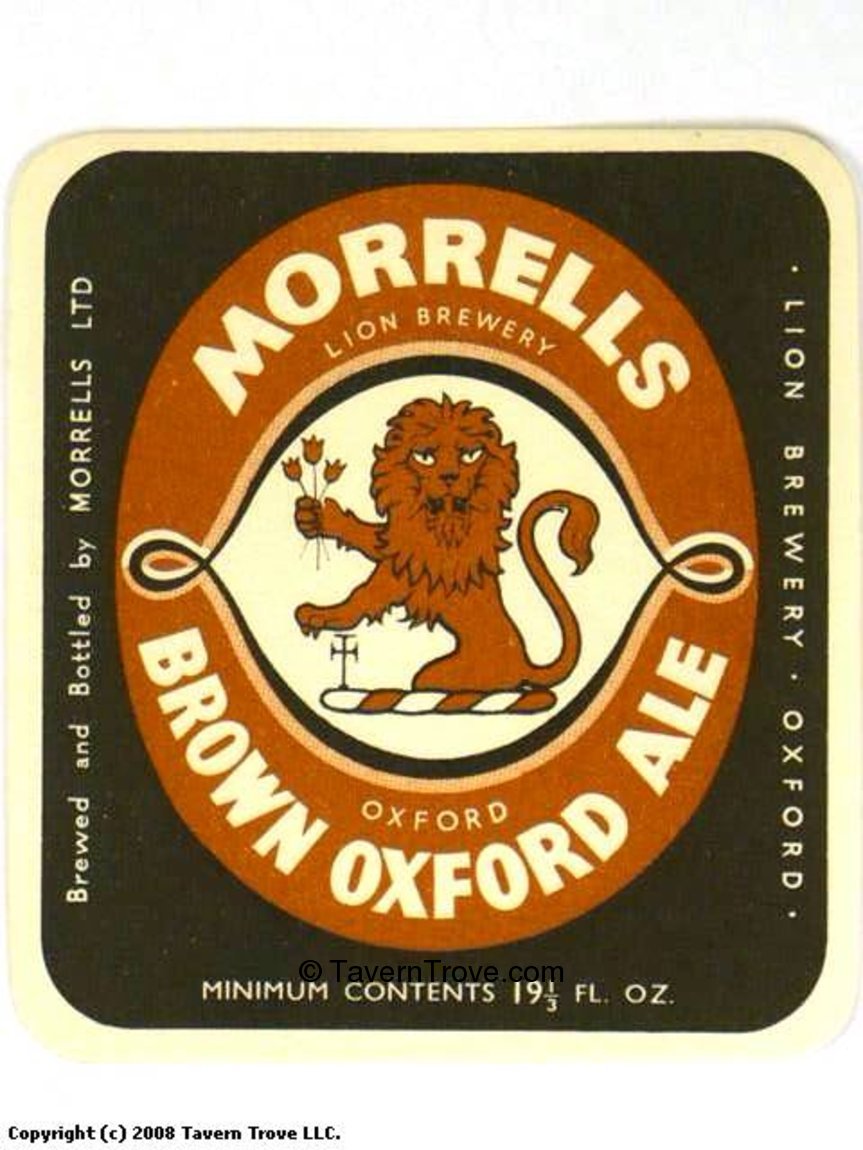 MORRELLS
LION BREWERY
OXFORD
BROWN OXFORD ALE
Brewed and Bottled by MORRELLS LTD
· LION BREWERY · OXFORD ·
© TavernTrove.com
MINIMUM CONTENTS 19⅓ FL. OZ.
Copyright (c) 2008 Tavern Trove LLC.